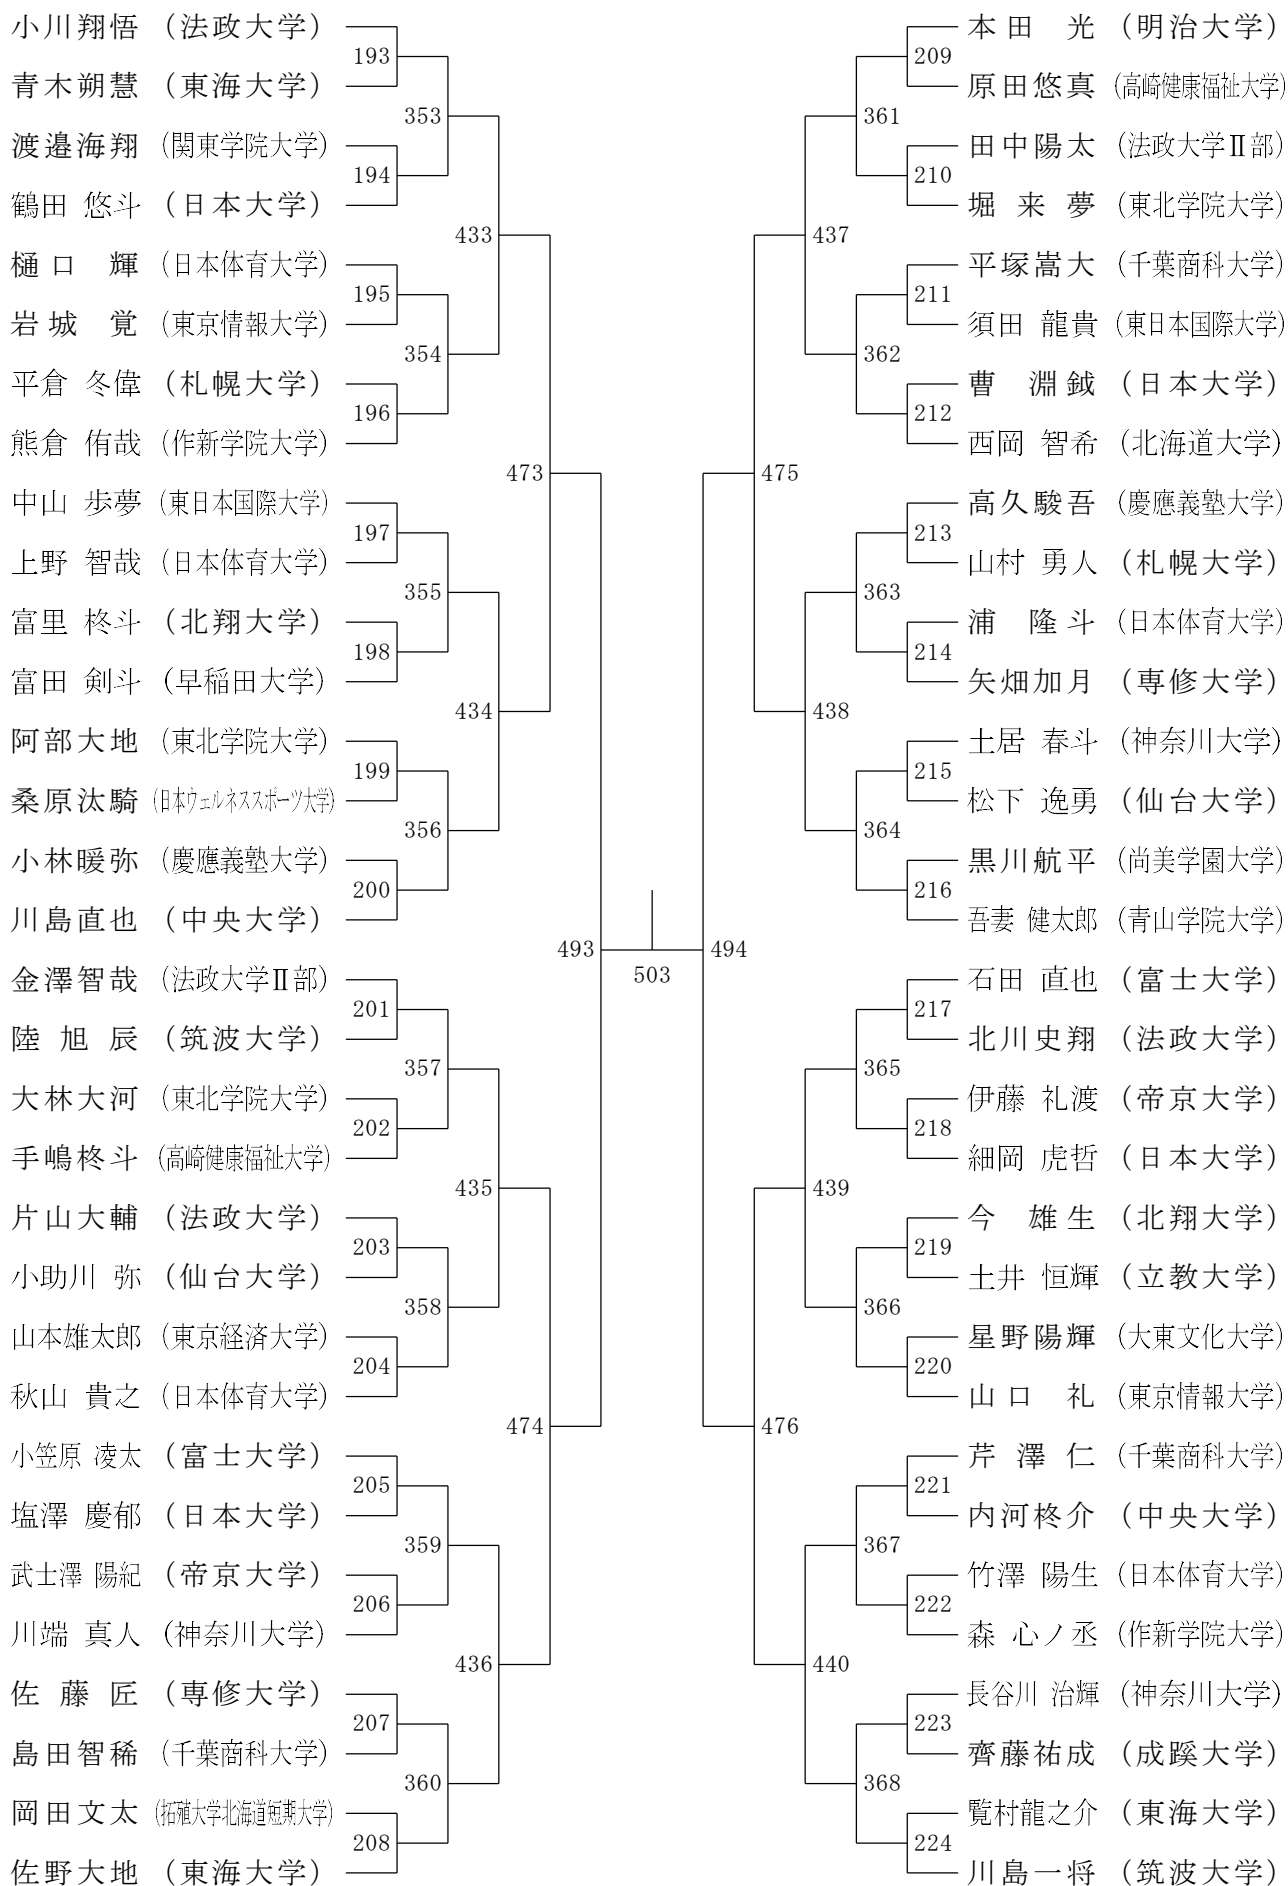 小川翔悟 (法政大学)
193
青木朔慧 (東海大学)
353
渡邉海翔 (関東学院大学)
194
鶴田 悠斗 (日本大学)
433
樋口 輝 (日本体育大学)
195
岩城 覚 (東京情報大学)
354
平倉 冬偉 (札幌大学)
196
熊倉 侑哉 (作新学院大学)
473
中山 歩夢 (東日本国際大学)
197
上野 智哉 (日本体育大学)
355
富里 柊斗 (北翔大学)
198
富田 剣斗 (早稲田大学)
434
阿部大地 (東北学院大学)
199
桑原汰騎 (日本ウェルネススポーツ大学)
356
小林暖弥 (慶應義塾大学)
200
川島直也 (中央大学)
493
金澤智哉 (法政大学Ⅱ部)
201
陸旭辰 (筑波大学)
357
大林大河 (東北学院大学)
202
手嶋柊斗 (高崎健康福祉大学)
435
片山大輔 (法政大学)
203
小助川 弥 (仙台大学)
358
山本雄太郎 (東京経済大学)
204
秋山 貴之 (日本体育大学)
474
小笠原 凌太 (富士大学)
205
塩澤 慶郁 (日本大学)
359
武士澤 陽紀 (帝京大学)
206
川端 真人 (神奈川大学)
436
佐藤匠 (専修大学)
207
島田智稀 (千葉商科大学)
360
岡田文太 (拓殖大学北海道短期大学)
208
佐野大地 (東海大学)
503
本田 光 (明治大学)
209
原田悠真 (高崎健康福祉大学)
361
田中陽太 (法政大学Ⅱ部)
210
堀来夢 (東北学院大学)
437
平塚嵩大 (千葉商科大学)
211
須田 龍貴 (東日本国際大学)
362
曹 淵鉞 (日本大学)
212
西岡 智希 (北海道大学)
475
高久駿吾 (慶應義塾大学)
213
山村 勇人 (札幌大学)
363
浦 隆斗 (日本体育大学)
214
矢畑加月 (専修大学)
438
土居 春斗 (神奈川大学)
215
松下 逸勇 (仙台大学)
364
黒川航平 (尚美学園大学)
216
吾妻 健太郎 (青山学院大学)
494
石田 直也 (富士大学)
217
北川史翔 (法政大学)
365
伊藤 礼渡 (帝京大学)
218
細岡 虎哲 (日本大学)
439
今 雄生 (北翔大学)
219
土井 恒輝 (立教大学)
366
星野陽輝 (大東文化大学)
220
山口 礼 (東京情報大学)
476
芹澤仁 (千葉商科大学)
221
内河柊介 (中央大学)
367
竹澤 陽生 (日本体育大学)
222
森 心ノ丞 (作新学院大学)
440
長谷川 治輝 (神奈川大学)
223
齊藤祐成 (成蹊大学)
368
覧村龍之介 (東海大学)
224
川島一将 (筑波大学)